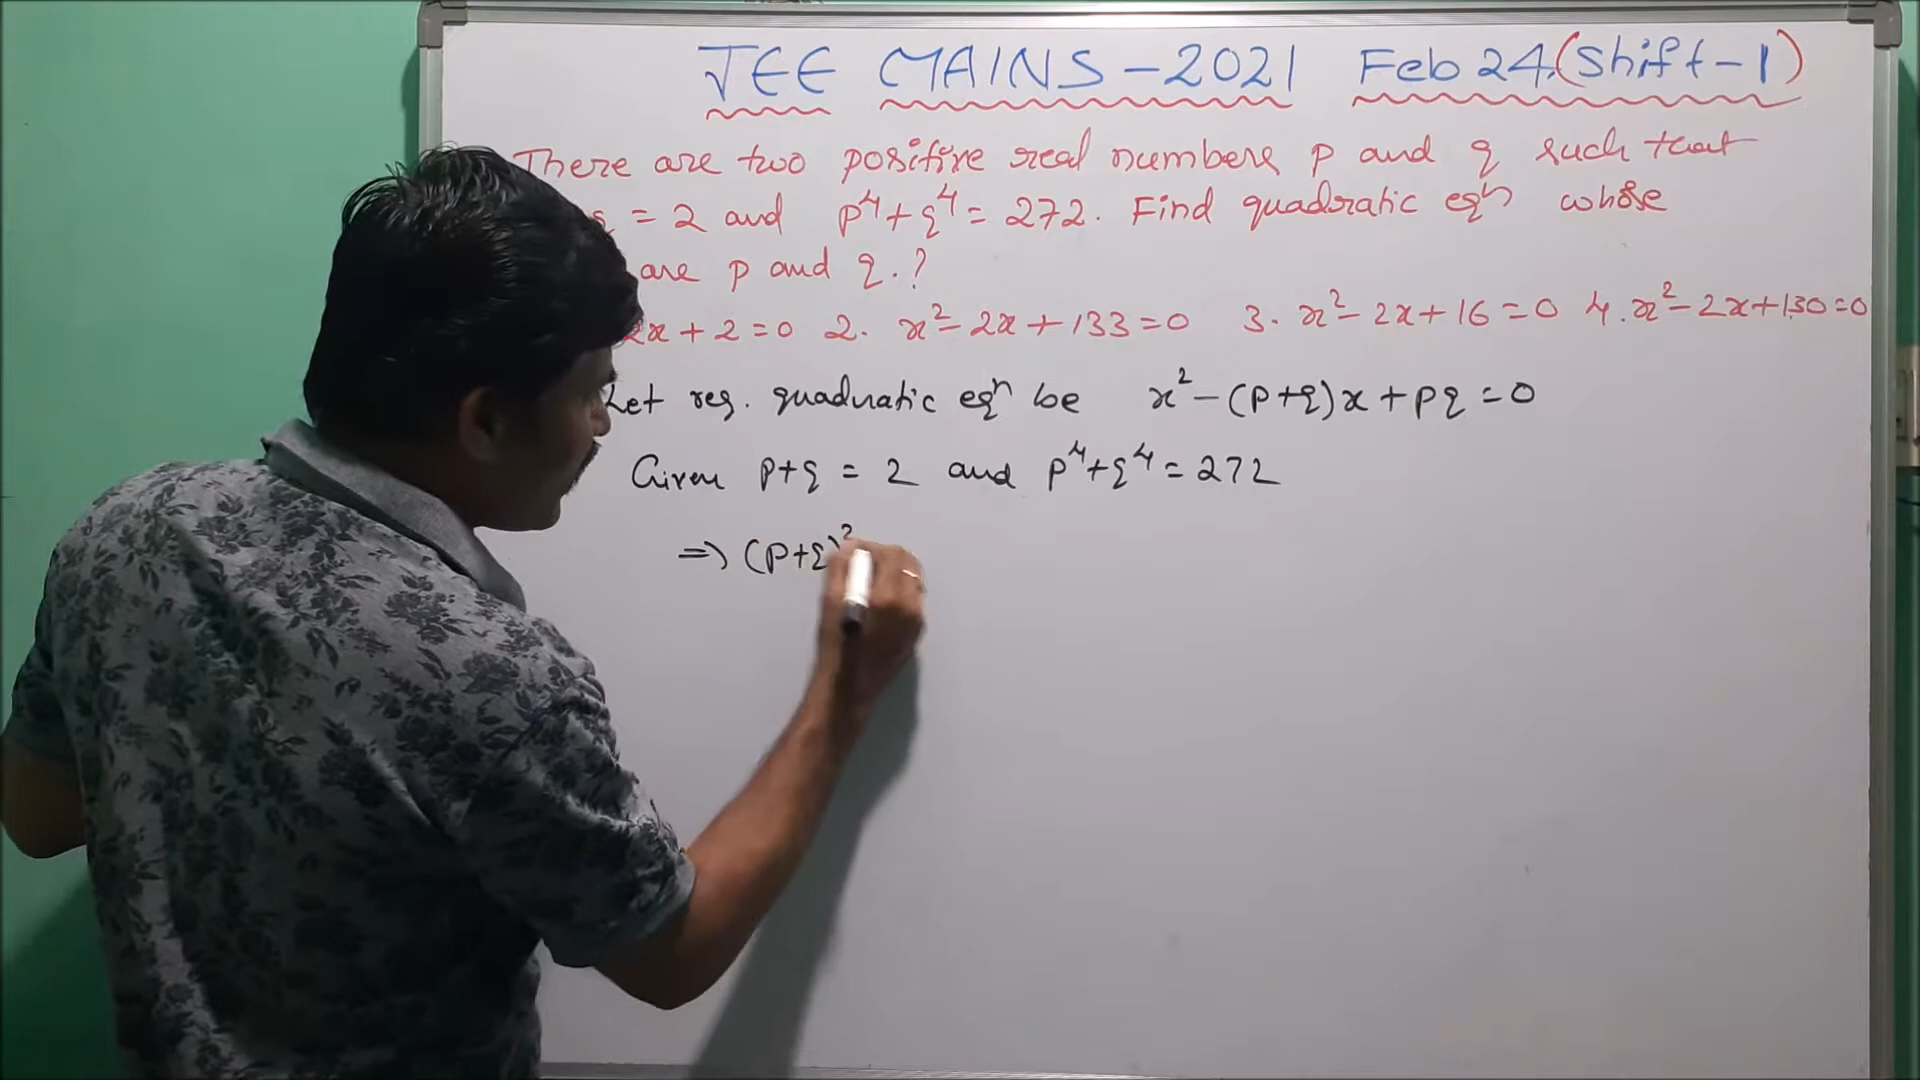 JEE MAINS - 2021 Feb 24 (Shift - 1)
There are two positive real numbers p and q such that
= 2 and p⁴+q⁴ = 272. Find quadratic eqⁿ whose
are p and q.?
2x + 2 = 0 2. x² - 2x + 133 = 0 3. x² - 2x + 16 = 0 4. x² - 2x + 130 = 0
Let req. quadratic eqⁿ be x² - (p+q)x + pq = 0
Given p+q = 2 and p⁴+q⁴ = 272
⇒ (p+q)²